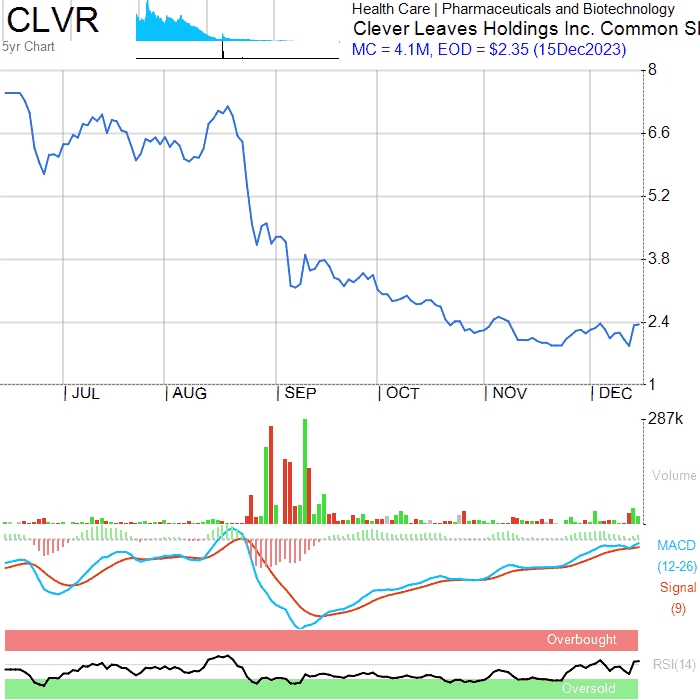 CLVR
5yr Chart
Health Care | Pharmaceuticals and Biotechnology
Clever Leaves Holdings Inc. Common
MC = 4.1M, EOD = $2.35 (15Dec2023)
8
6.6
5.2
3.8
2.4
1
JUL AUG SEP OCT NOV DEC
287k
Volume
MACD
(12-26)
Signal
(9)
Overbought
RSI(14)
Oversold